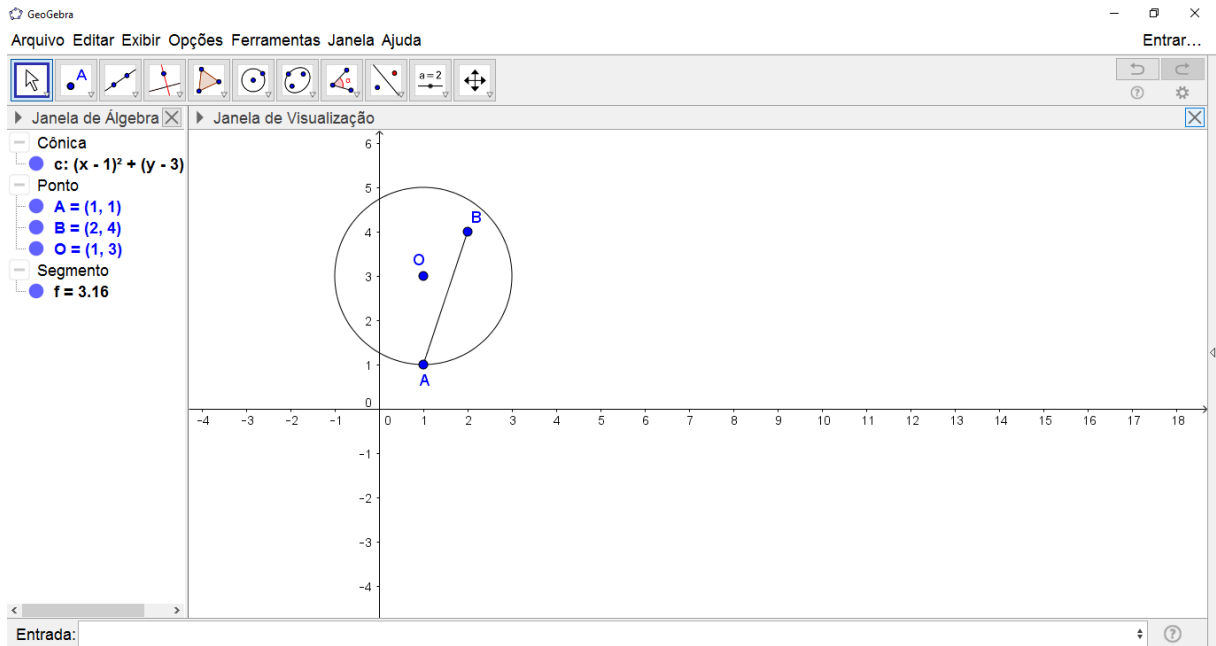 GeoGebra
Arquivo Editar Exibir Opções Ferramentas Janela Ajuda
Entrar...
A
α
a=2
Janela de Álgebra
Janela de Visualização
Cônica
c: (x - 1)² + (y - 3)
Ponto
A = (1, 1)
B = (2, 4)
O = (1, 3)
Segmento
f = 3.16
6
5
4
3
2
1
0
-1
-2
-3
-4
-4 -3 -2 -1 0 1 2 3 4 5 6 7 8 9 10 11 12 13 14 15 16 17 18
B
O
A
Entrada: